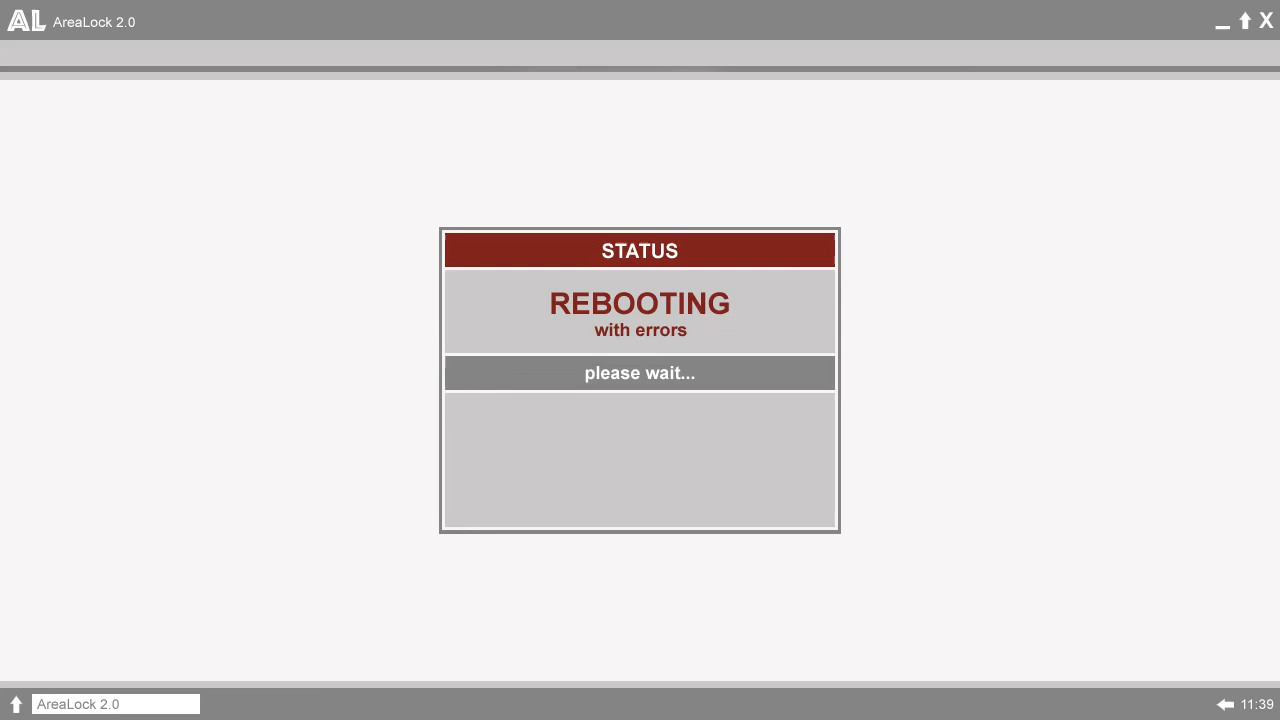 AL AreaLock 2.0
X
STATUS
REBOOTING
with errors
please wait...
AreaLock 2.0
11:39